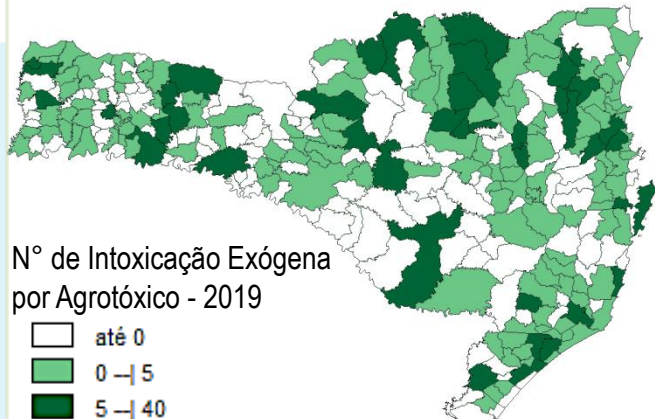 N° de Intoxicação Exógena
por Agrotóxico - 2019
até 0
0 --| 5
5 --| 40